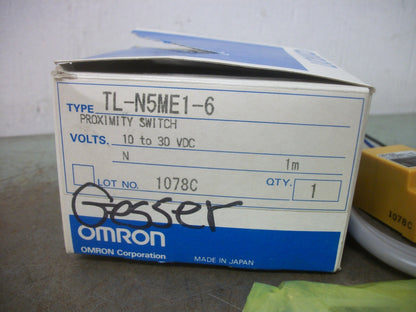 TYPE TL-N5ME1-6
PROXIMITY SWITCH
VOLTS. 10 to 30 VDC
N 1m
LOT NO. 1078C QTY. 1
Gesser
OMRON
OMRON Corporation MADE IN JAPAN
1078C